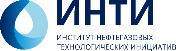 ИНТИ
ИНСТИТУТ НЕФТЕГАЗОВЫХ
ТЕХНОЛОГИЧЕСКИХ ИНИЦИАТИВ